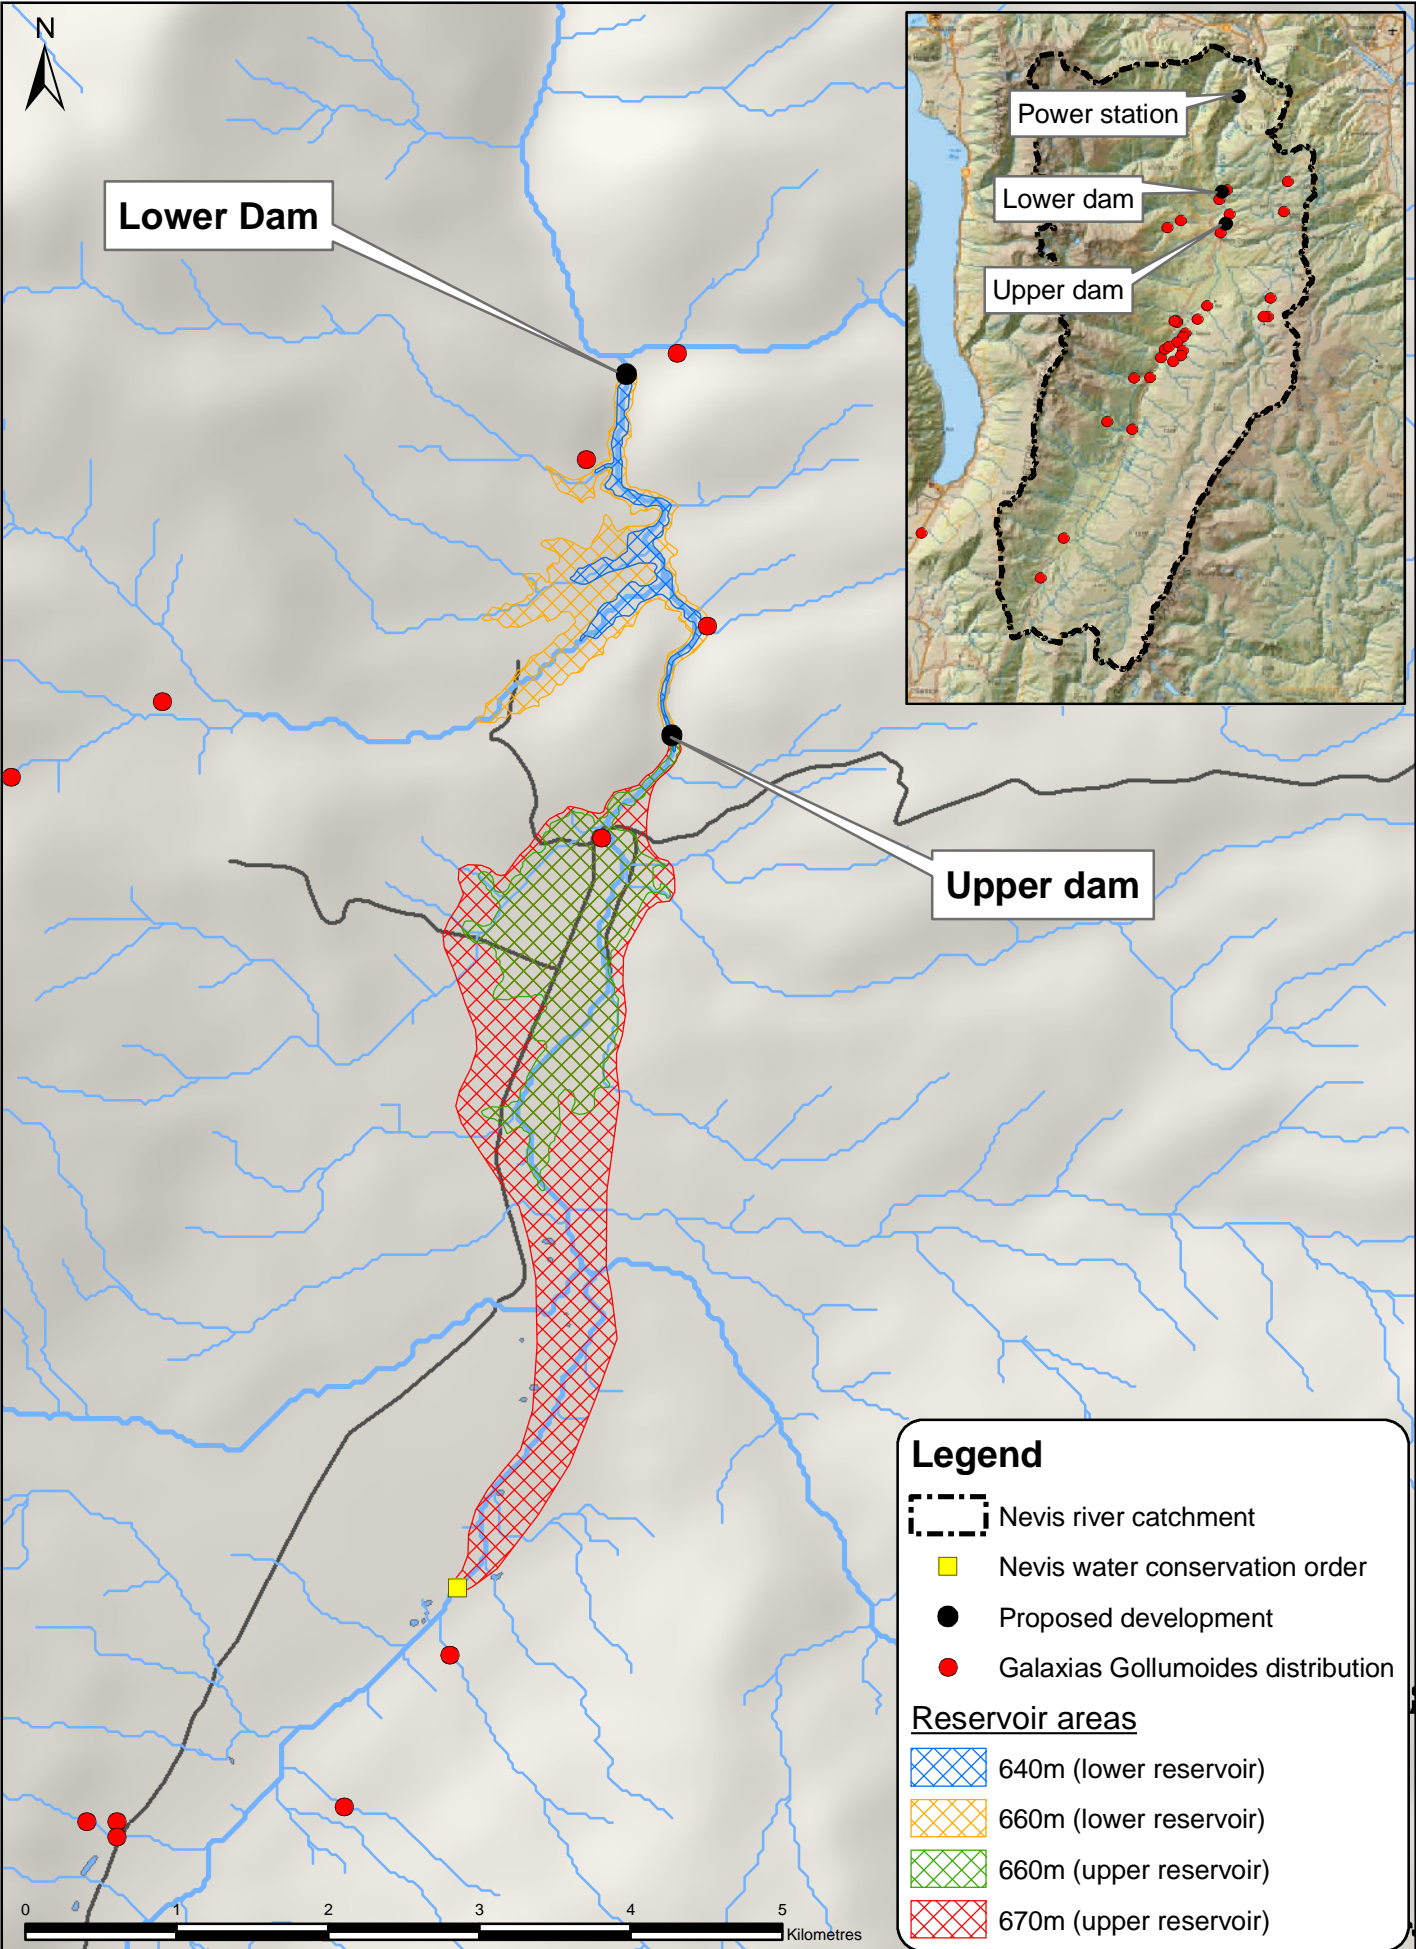 N
Lower Dam
Power station
Lower dam
Upper dam
Upper dam
Legend
Nevis river catchment
Nevis water conservation order
Proposed development
Galaxias Gollumoides distribution
Reservoir areas
640m (lower reservoir)
660m (lower reservoir)
660m (upper reservoir)
670m (upper reservoir)
0 1 2 3 4 5
Kilometres